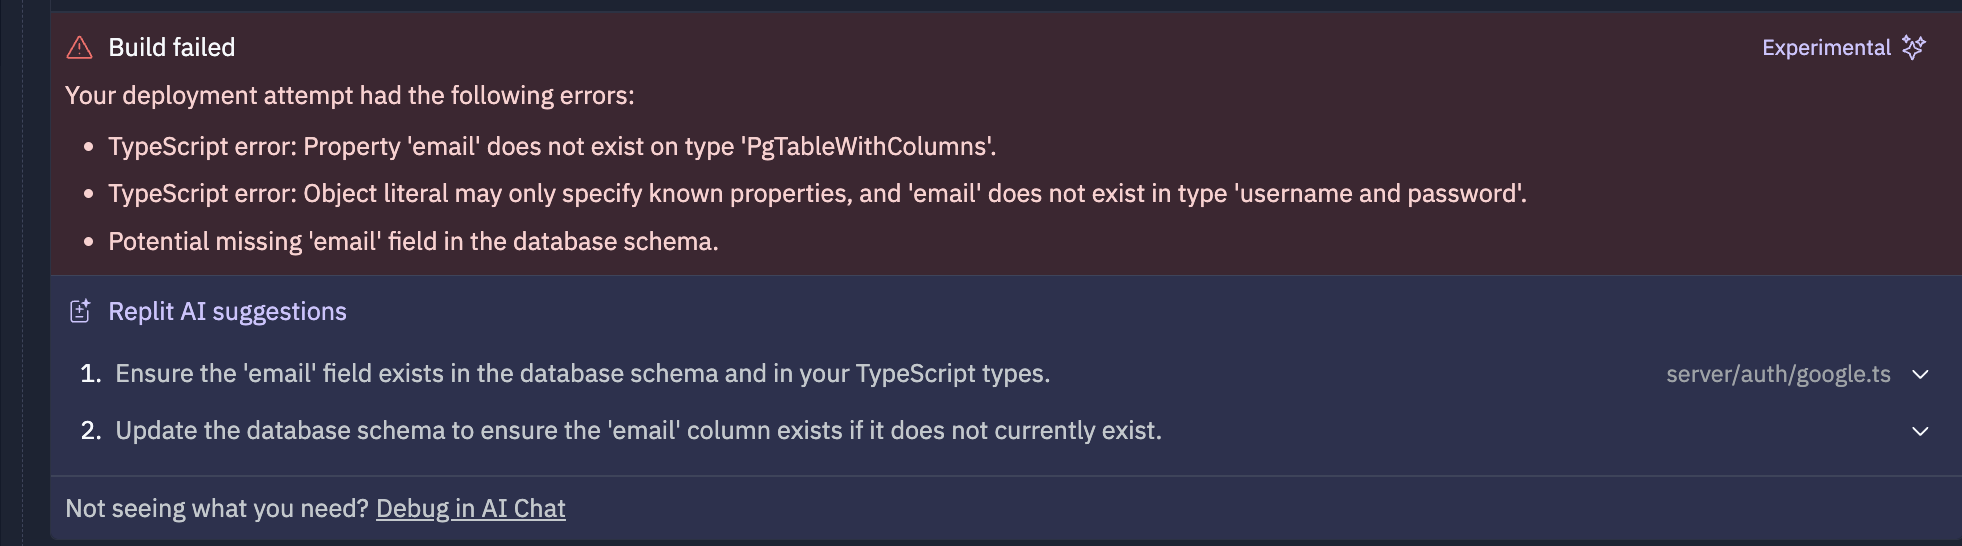 Build failed
Experimental
Your deployment attempt had the following errors:
• TypeScript error: Property 'email' does not exist on type 'PgTableWithColumns'.
• TypeScript error: Object literal may only specify known properties, and 'email' does not exist in type 'username and password'.
• Potential missing 'email' field in the database schema.
Replit AI suggestions
1. Ensure the 'email' field exists in the database schema and in your TypeScript types.
server/auth/google.ts
2. Update the database schema to ensure the 'email' column exists if it does not currently exist.
Not seeing what you need? Debug in AI Chat